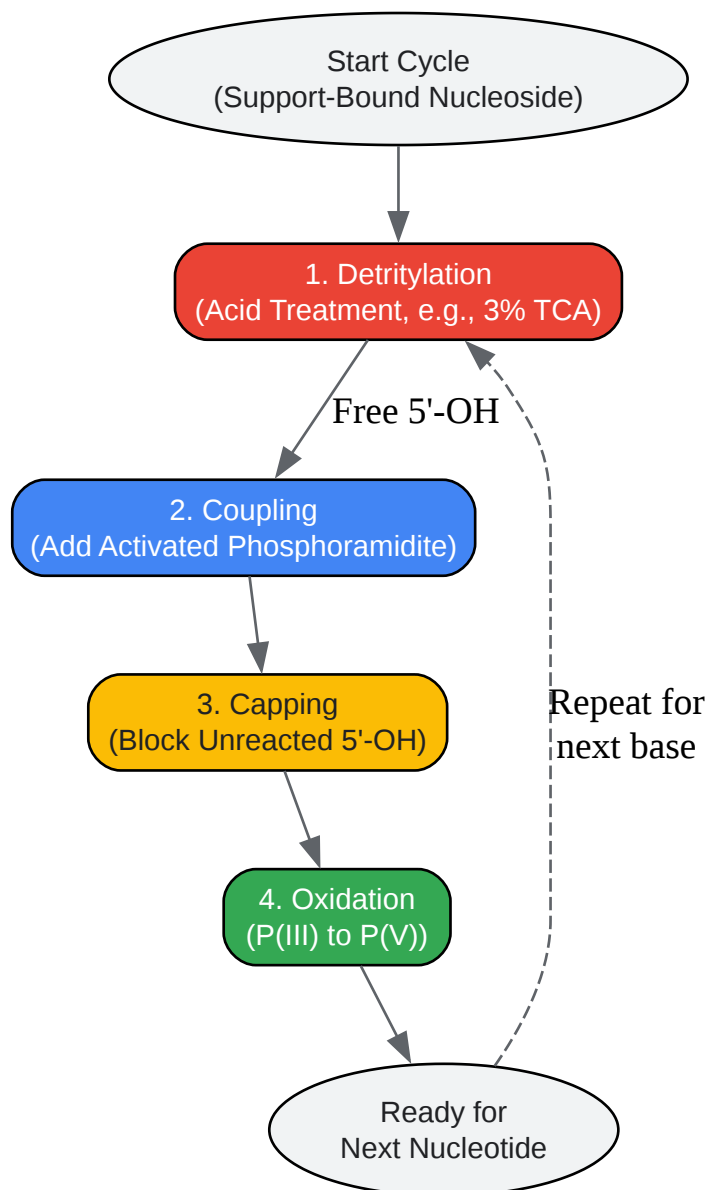 Start Cycle
(Support-Bound Nucleoside)
1. Detritylation
(Acid Treatment, e.g., 3% TCA)
Free 5'-OH
2. Coupling
(Add Activated Phosphoramidite)
3. Capping
(Block Unreacted 5'-OH)
Repeat for
next base
4. Oxidation
(P(III) to P(V))
Ready for
Next Nucleotide